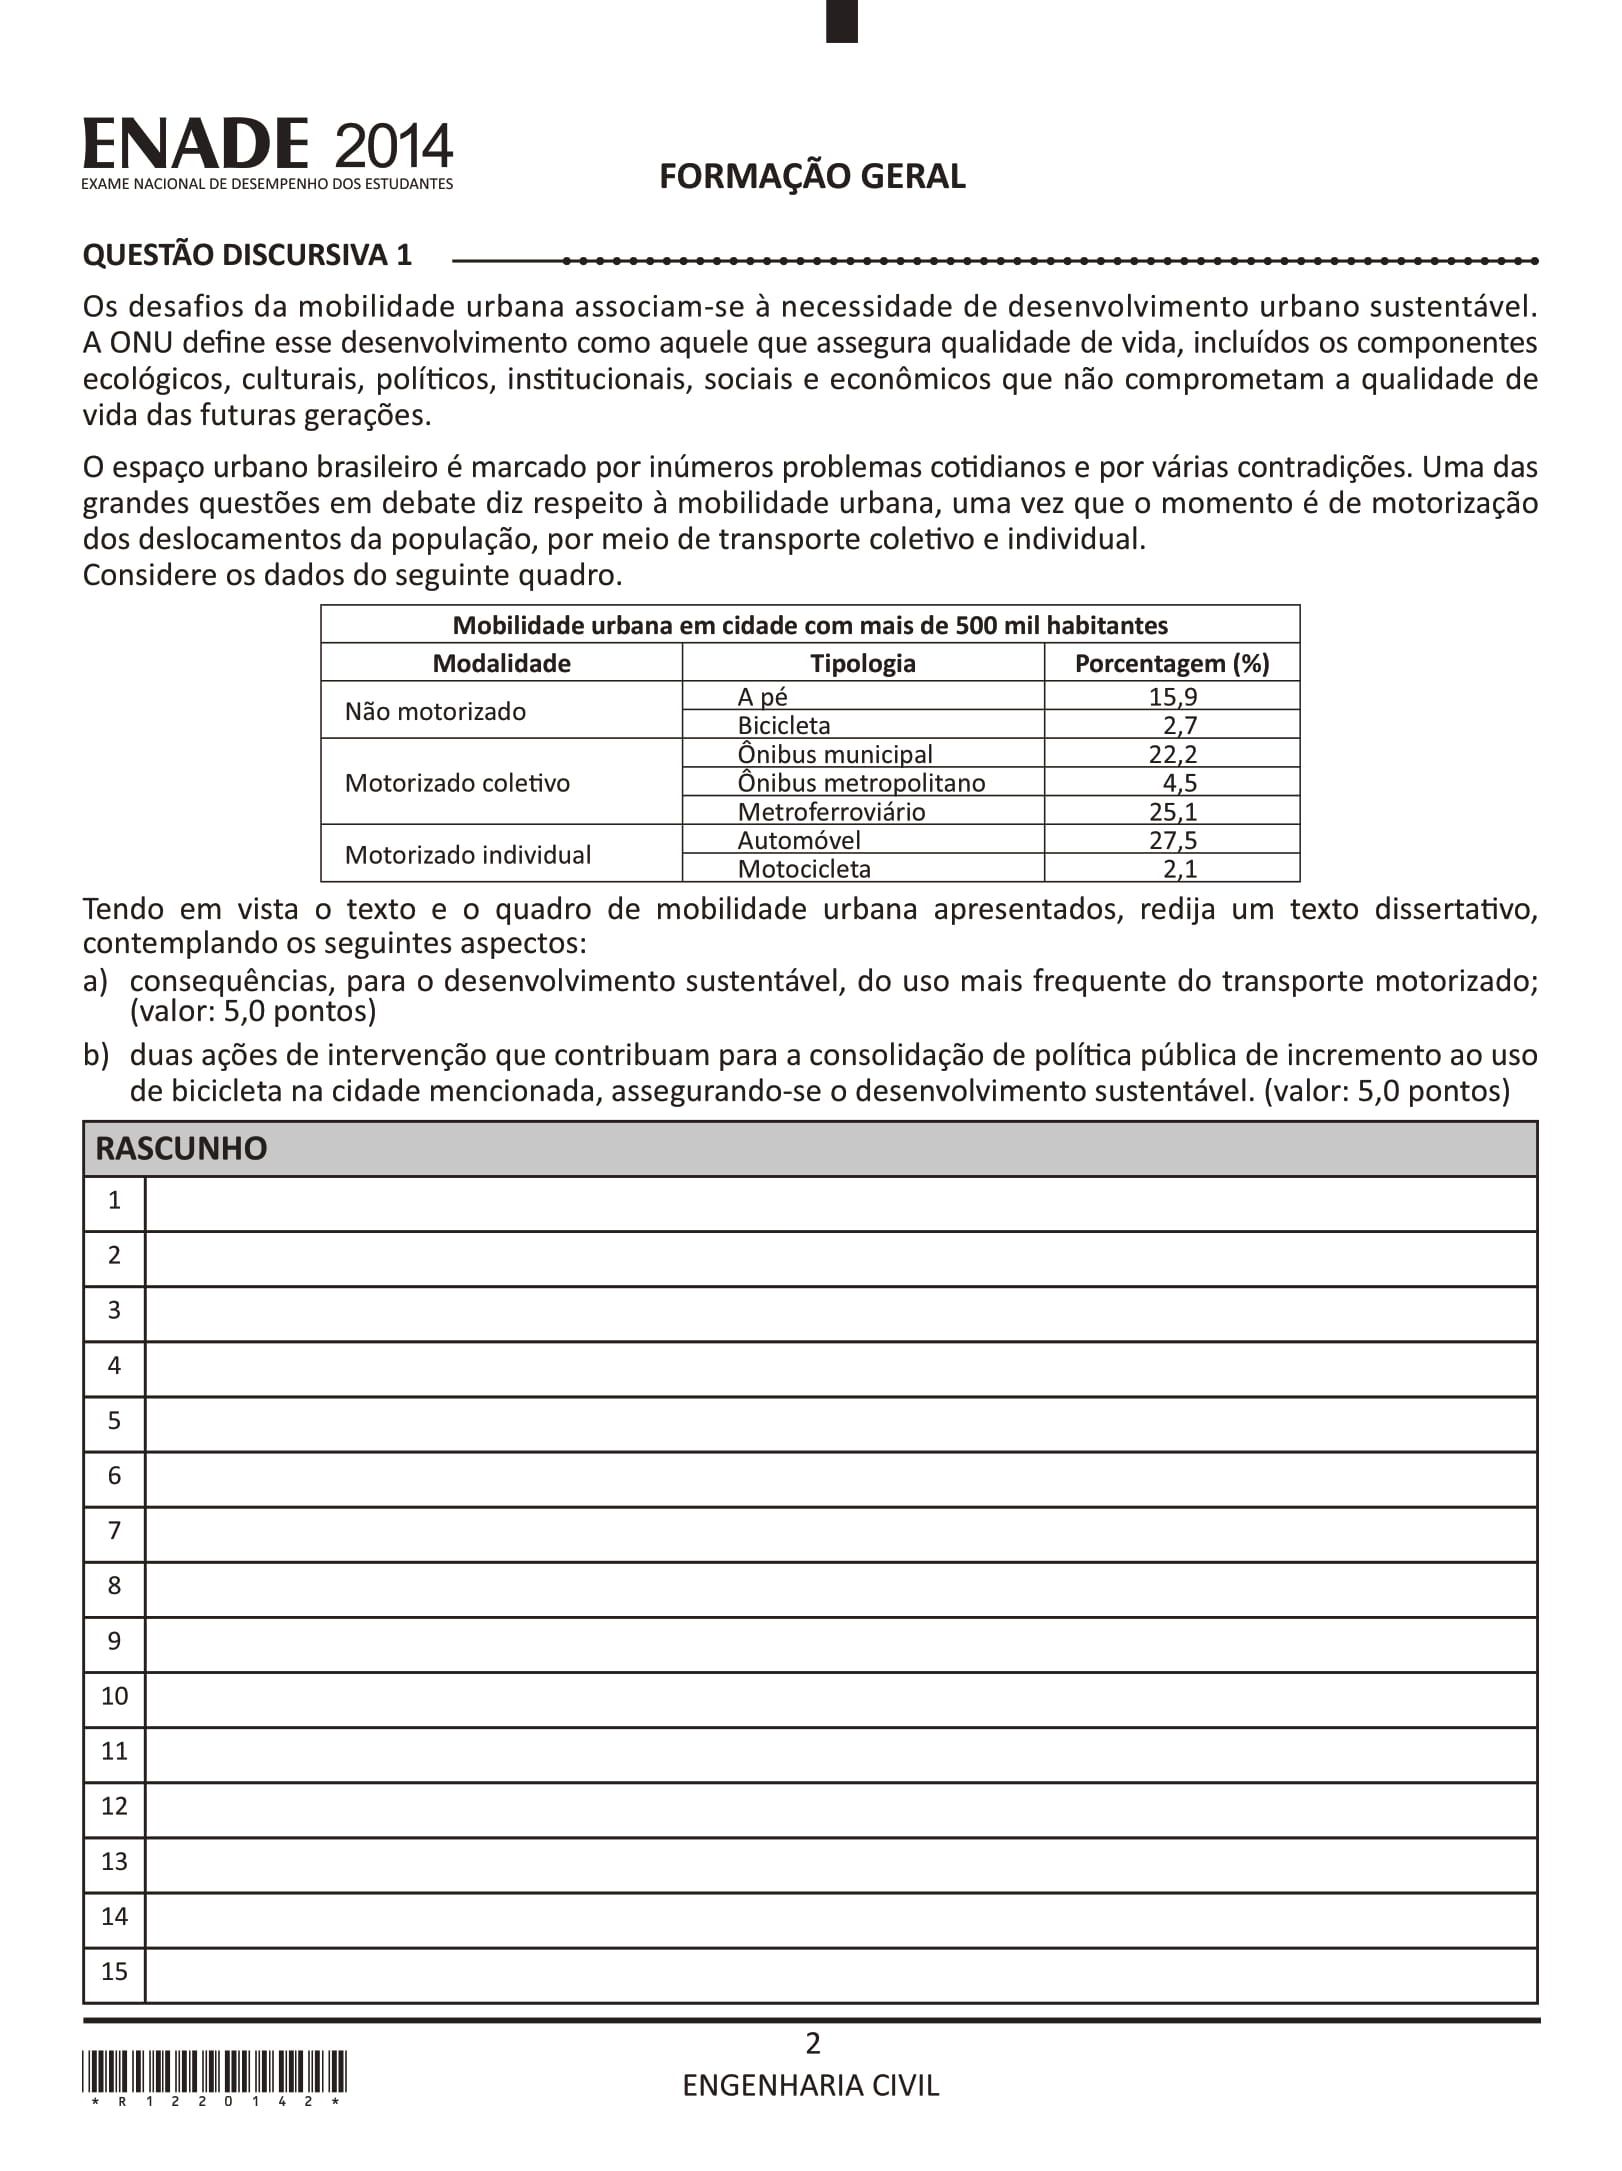 ENADE 2014
EXAME NACIONAL DE DESEMPENHO DOS ESTUDANTES
FORMAÇÃO GERAL
QUESTÃO DISCURSIVA 1
Os desafios da mobilidade urbana associam-se à necessidade de desenvolvimento urbano sustentável.
A ONU define esse desenvolvimento como aquele que assegura qualidade de vida, incluídos os componentes
ecológicos, culturais, políticos, institucionais, sociais e econômicos que não comprometam a qualidade de
vida das futuras gerações.
O espaço urbano brasileiro é marcado por inúmeros problemas cotidianos e por várias contradições. Uma das
grandes questões em debate diz respeito à mobilidade urbana, uma vez que o momento é de motorização
dos deslocamentos da população, por meio de transporte coletivo e individual.
Considere os dados do seguinte quadro.
Mobilidade urbana em cidade com mais de 500 mil habitantes
Modalidade Tipologia Porcentagem (%)
Não motorizado
A pé 15,9
Bicicleta 2,7
Motorizado coletivo
Ônibus municipal 22,2
Ônibus metropolitano 4,5
Metroferroviário 25,1
Motorizado individual
Automóvel 27,5
Motocicleta 2,1
Tendo em vista o texto e o quadro de mobilidade urbana apresentados, redija um texto dissertativo,
contemplando os seguintes aspectos:
a) consequências, para o desenvolvimento sustentável, do uso mais frequente do transporte motorizado;
(valor: 5,0 pontos)
b) duas ações de intervenção que contribuam para a consolidação de política pública de incremento ao uso
de bicicleta na cidade mencionada, assegurando-se o desenvolvimento sustentável. (valor: 5,0 pontos)
RASCUNHO
1
2
3
4
5
6
7
8
9
10
11
12
13
14
15
2
ENGENHARIA CIVIL
* R 1 2 2 0 1 4 2 *